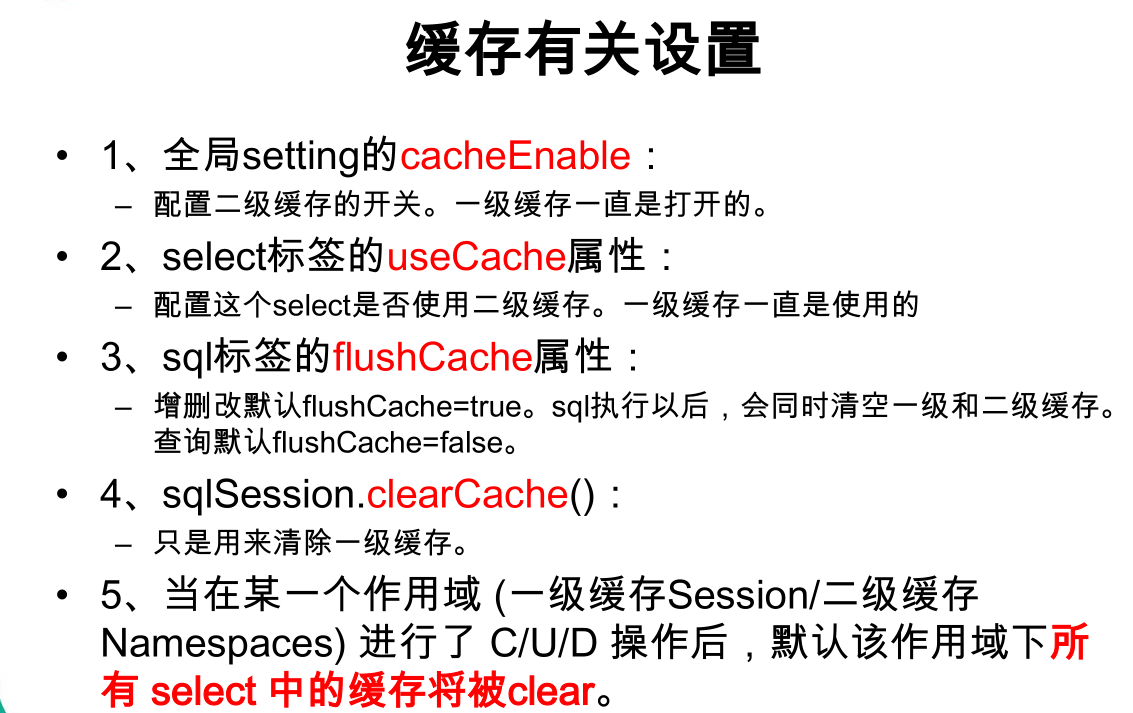 缓存有关设置
• 1、全局setting的cacheEnable：
– 配置二级缓存的开关。一级缓存一直是打开的。
• 2、select标签的useCache属性：
– 配置这个select是否使用二级缓存。一级缓存一直是使用的
• 3、sql标签的flushCache属性：
– 增删改默认flushCache=true。sql执行以后，会同时清空一级和二级缓存。
查询默认flushCache=false。
• 4、sqlSession.clearCache()：
– 只是用来清除一级缓存。
• 5、当在某一个作用域 (一级缓存Session/二级缓存
Namespaces) 进行了 C/U/D 操作后，默认该作用域下所
有 select 中的缓存将被clear。